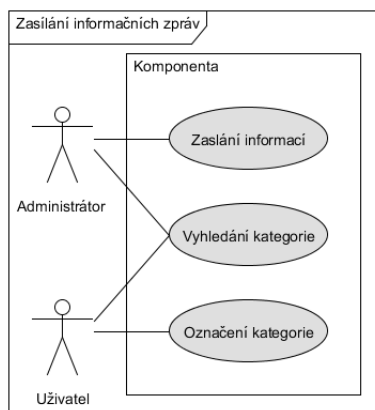 Zasílání informačních zpráv
Komponenta
Zaslání informací
Administrátor
Vyhledání kategorie
Označení kategorie
Uživatel